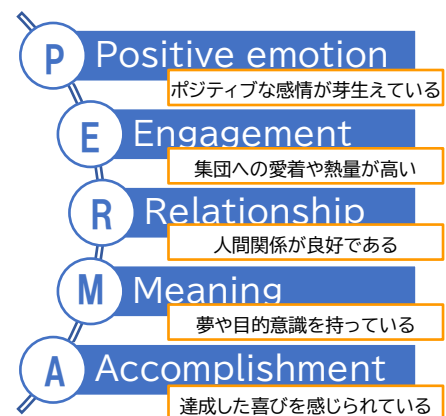 P Positive emotion
ポジティブな感情が芽生えている
E Engagement
集団への愛着や熱量が高い
R Relationship
人間関係が良好である
M Meaning
夢や目的意識を持っている
A Accomplishment
達成した喜びを感じられている